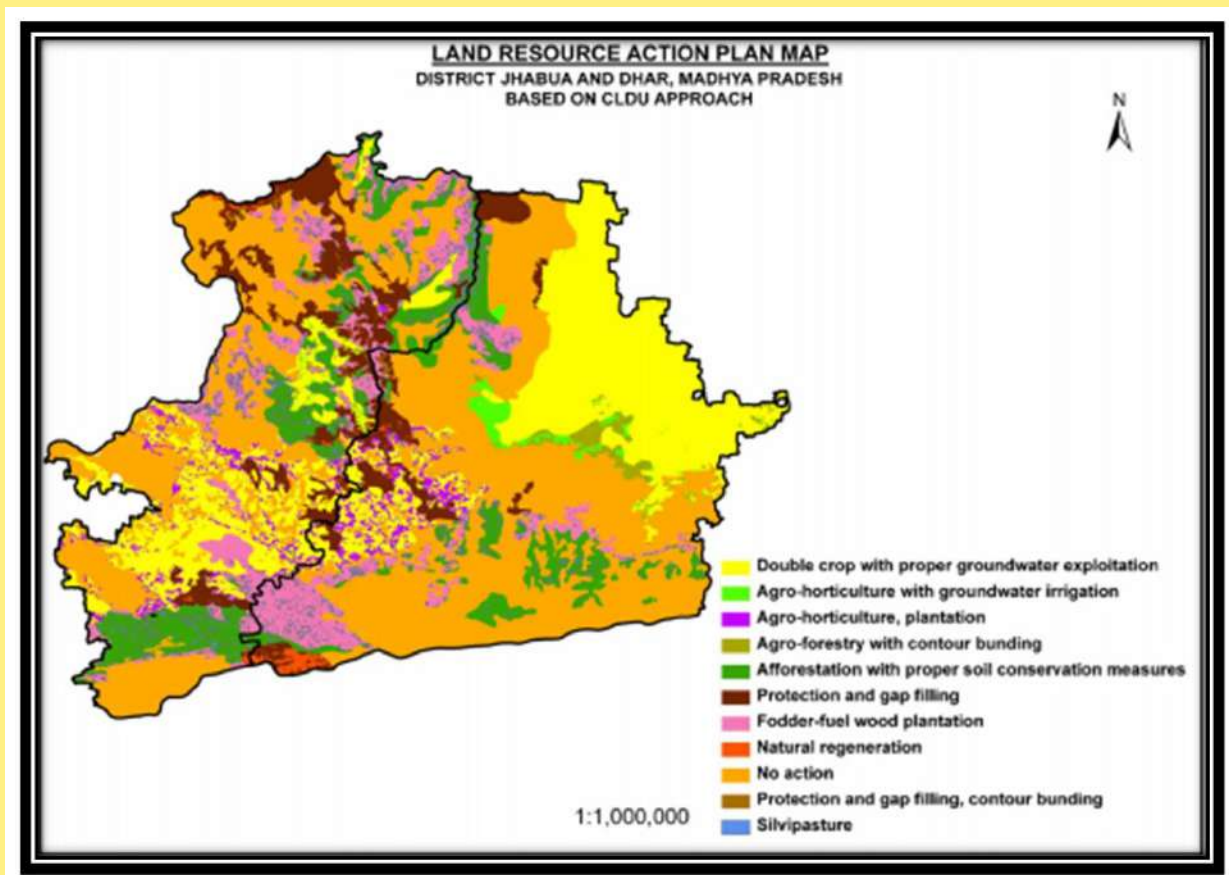 LAND RESOURCE ACTION PLAN MAP
DISTRICT JHABUA AND DHAR, MADHYA PRADESH
BASED ON CLDU APPROACH
N
Double crop with proper groundwater exploitation
Agro-horticulture with groundwater irrigation
Agro-horticulture, plantation
Agro-forestry with contour bunding
Afforestation with proper soil conservation measures
Protection and gap filling
Fodder-fuel wood plantation
Natural regeneration
No action
Protection and gap filling, contour bunding
Silvipasture
1:1,000,000